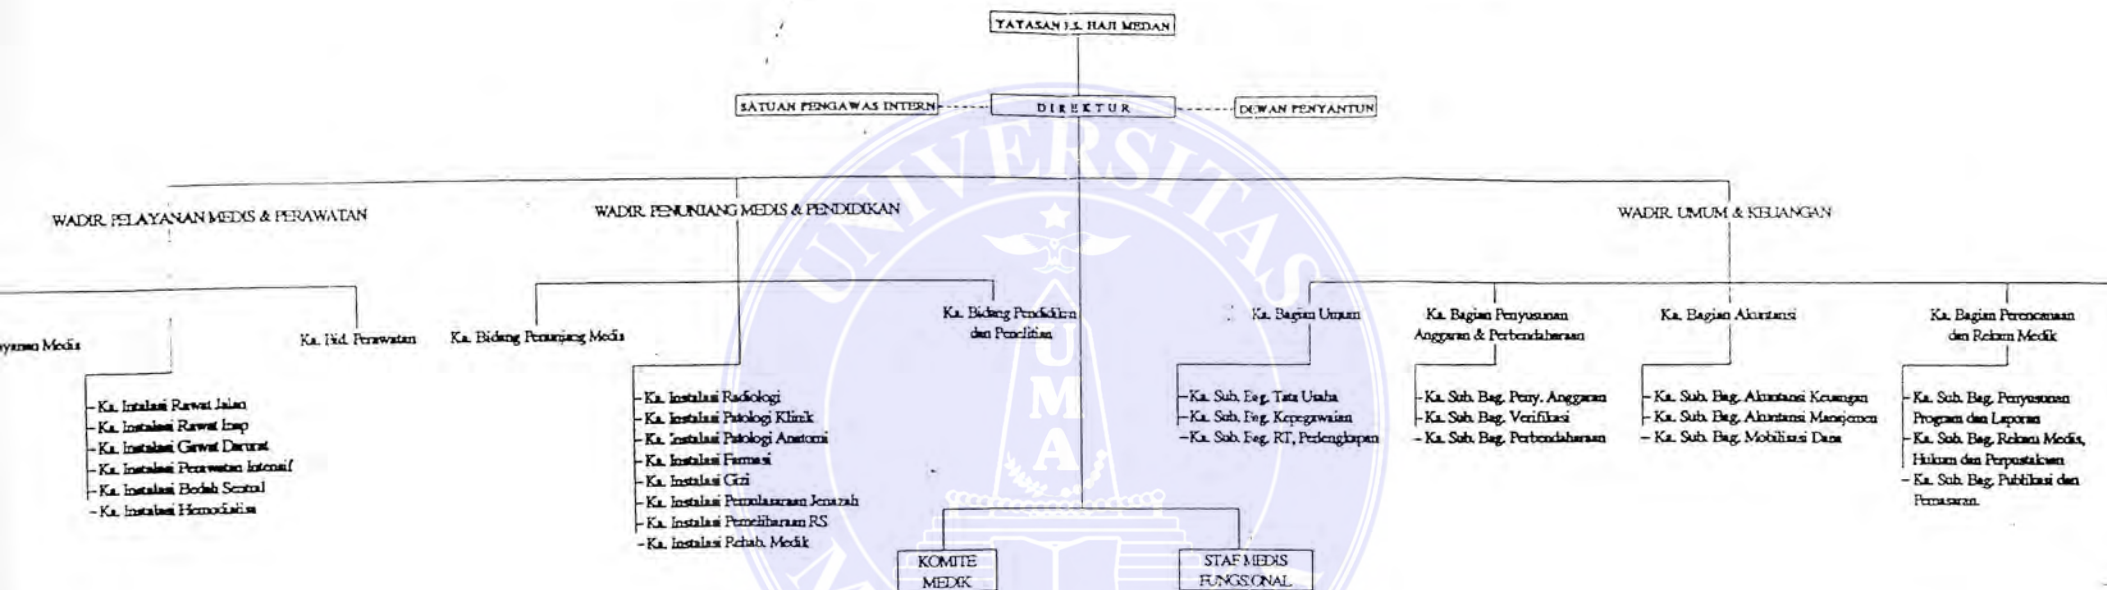 YAYASAN R.S. HAJI MEDAN
SATUAN PENGAWAS INTERN
DIREKTUR
DEWAN PENYANTUN
WADIR PELAYANAN MEDIS & PERAWATAN
WADIR PENUNJANG MEDIS & PENDIDIKAN
WADIR UMUM & KEUANGAN
ayanan Medis
Ka. Bid. Perawatan
Ka. Bidang Penunjang Medis
Ka. Bidang Pendidikan
dan Penelitian
Ka. Bagian Umum
Ka. Bagian Penyusunan
Anggaran & Perbendaharaan
Ka. Bagian Akuntansi
Ka. Bagian Perencanaan
dan Rekam Medik
- Ka. Intalasi Rawat Jalan
- Ka. Instalasi Rawat Inap
- Ka. Instalasi Gawat Darurat
- Ka. Instalasi Perawatan Intensif
- Ka. Instalasi Bedah Sentral
- Ka. Instalasi Hemodialisa
- Ka. Instalasi Radiologi
- Ka. Instalasi Patologi Klinik
- Ka. Instalasi Patologi Anatomi
- Ka. Instalasi Farmasi
- Ka. Instalasi Gizi
- Ka. Instalasi Pemulasaraan Jenazah
- Ka. Instalasi Pemeliharaan RS
- Ka. Instalasi Rehab. Medik
- Ka. Sub. Bag. Tata Usaha
- Ka. Sub. Bag. Kepegawaian
- Ka. Sub. Bag. RT, Perlengkapan
- Ka. Sub. Bag. Peny. Anggaran
- Ka. Sub. Bag. Verifikasi
- Ka. Sub. Bag. Perbendaharaan
- Ka. Sub. Bag. Akuntansi Keuangan
- Ka. Sub. Bag. Akuntansi Manajemen
- Ka. Sub. Bag. Mobilisasi Dana
- Ka. Sub. Bag. Penyusunan
Program dan Laporan
- Ka. Sub. Bag. Rekam Medis,
Hukum dan Perpustakaan
- Ka. Sub. Bag. Publikasi dan
Pemasaran.
KOMITE
MEDIK
STAF MEDIS
FUNGSIONAL
UNIVERSITAS
UMA